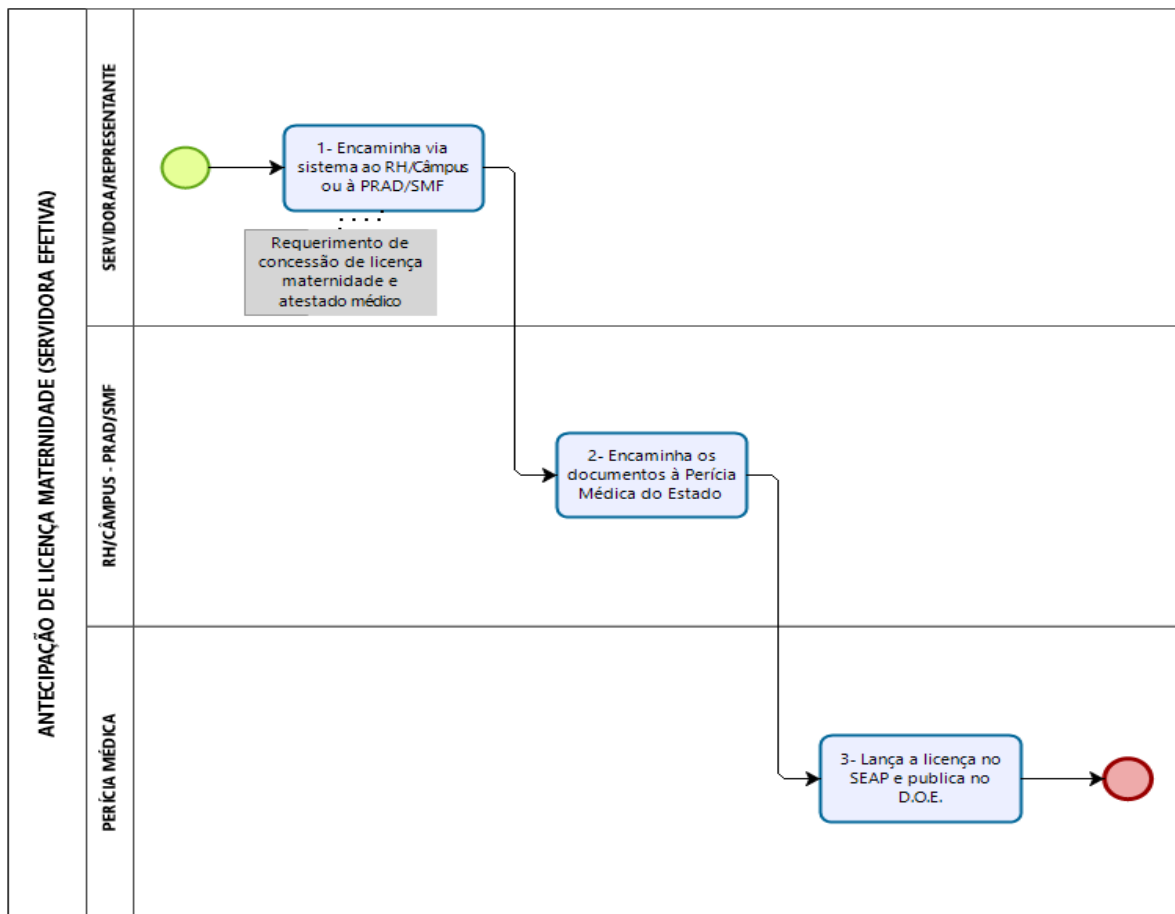 ANTECIPAÇÃO DE LICENÇA MATERNIDADE (SERVIDORA EFETIVA)
SERVIDORA/REPRESENTANTE
1- Encaminha via
sistema ao RH/Câmpus
ou à PRAD/SMF
Requerimento de
concessão de licença
maternidade e
atestado médico
RH/CÂMPUS - PRAD/SMF
2- Encaminha os
documentos à Perícia
Médica do Estado
PERÍCIA MÉDICA
3- Lança a licença no
SEAP e publica no
D.O.E.